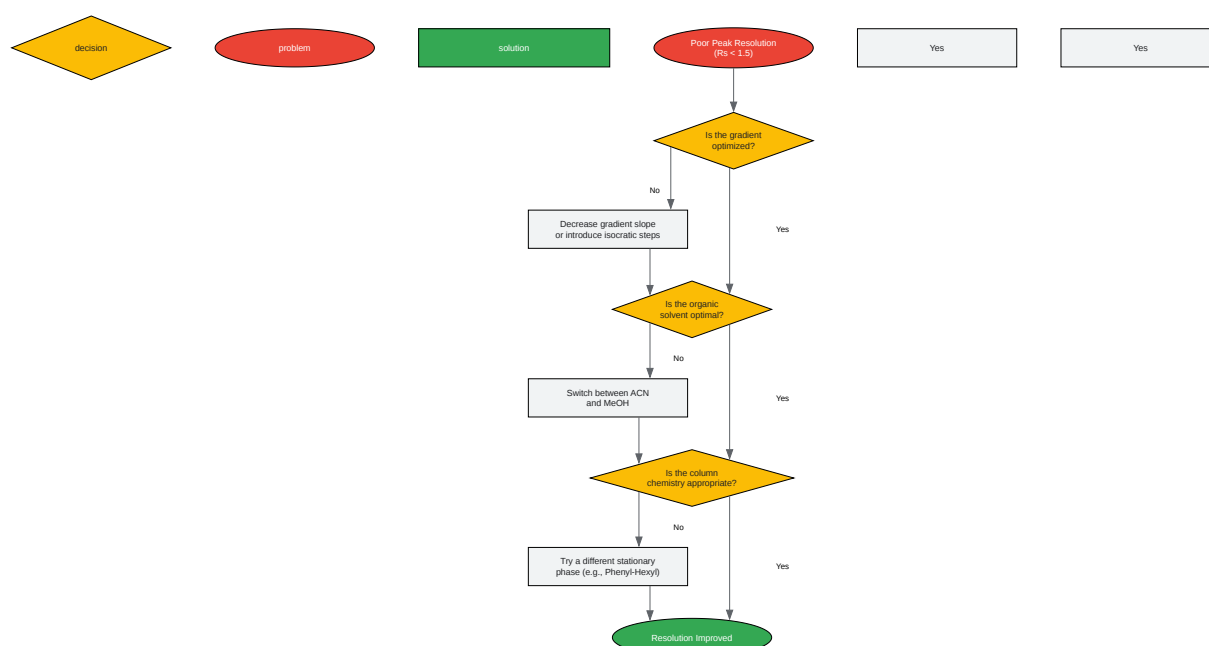 decision
problem
solution
Poor Peak Resolution
(Rs < 1.5)
Yes
Yes
Is the gradient
optimized?
No
Decrease gradient slope
or introduce isocratic steps
Yes
Is the organic
solvent optimal?
No
Switch between ACN
and MeOH
Yes
Is the column
chemistry appropriate?
No
Try a different stationary
phase (e.g., Phenyl-Hexyl)
Yes
Resolution Improved